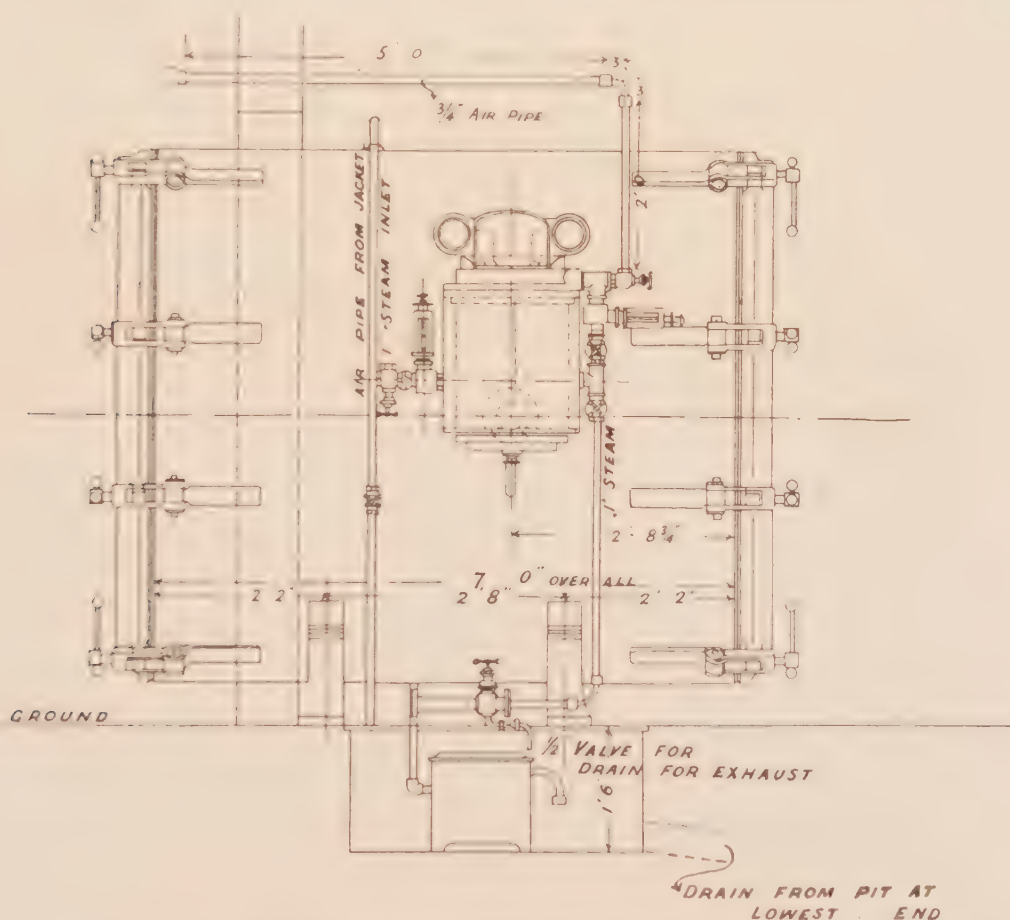 5' 0
3"
3
3/4" AIR PIPE
2' 0
AIR PIPE FROM JACKET
1" STEAM INLET
1" STEAM
2' 8 3/4"
7' 0" OVER ALL
2' 2"
2' 8"
2' 2"
GROUND
1/2 VALVE FOR
DRAIN FOR EXHAUST
1'6"
DRAIN FROM PIT AT
LOWEST END